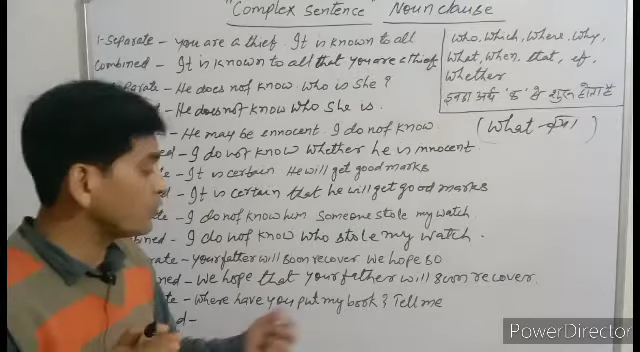 "Complex Sentence" Noun clause
1 - Separate - you are a thief. It is known to all
Combined - It is known to all that you are a thief
He does not know. Who is She?
He does not know who She is.
He may be ennocent. I do not know
I do not know whether he is innocent
It is certain. He will get good marks
It is certain that he will get good marks
I do not know him. Someone stole my watch.
I do not know who stole my watch.
your father will soon recover. we hope so.
we hope that your father will soon recover.
Where have you put my book? Tell me
who, which, where, why,
what, when, that, if,
whether
इनका अर्थ 'क' से शुरू होता है
(What - क्या)
PowerDirector